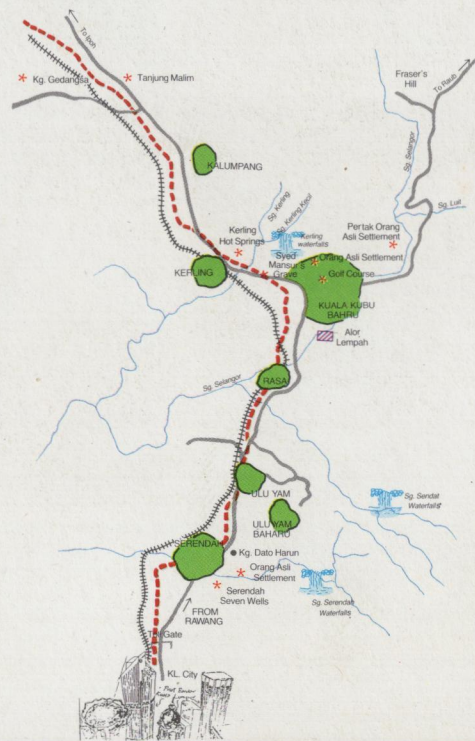 To Ipoh
Kg. Gedangsa
Tanjung Malim
Fraser's
Hill
To Raub
KALUMPANG
Sg. Selangor
Sg. Luit
Sg. Kerling
Sg. Kerling Kecil
Kerling
Hot Springs
Kerling
waterfalls
Pertak Orang
Asli Settlement
Syed
Mansur's
Grave
Orang Asli Settlement
KERLING
Golf Course
KUALA KUBU
BAHRU
Alor
Lempah
RASA
Sg. Selangor
ULU YAM
Sg. Sendat
Waterfalls
ULU YAM
BAHARU
SERENDAH
Kg. Dato Harun
Orang Asli
Settlement
Serendah
Seven Wells
Sg. Serendah
Waterfalls
FROM
RAWANG
Toll Gate
KL. City